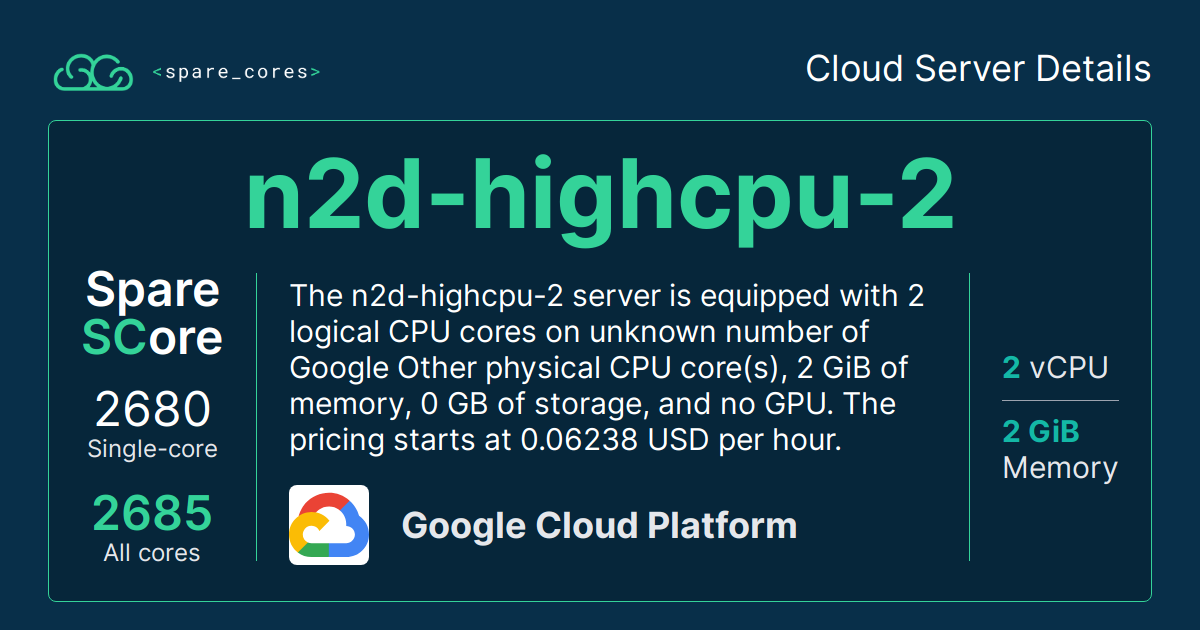 <spare_cores>
Cloud Server Details
n2d-highcpu-2
Spare
SCore
2680
Single-core
2685
All cores
The n2d-highcpu-2 server is equipped with 2
logical CPU cores on unknown number of
Google Other physical CPU core(s), 2 GiB of
memory, 0 GB of storage, and no GPU. The
pricing starts at 0.06238 USD per hour.
Google Cloud Platform
2 vCPU
2 GiB
Memory